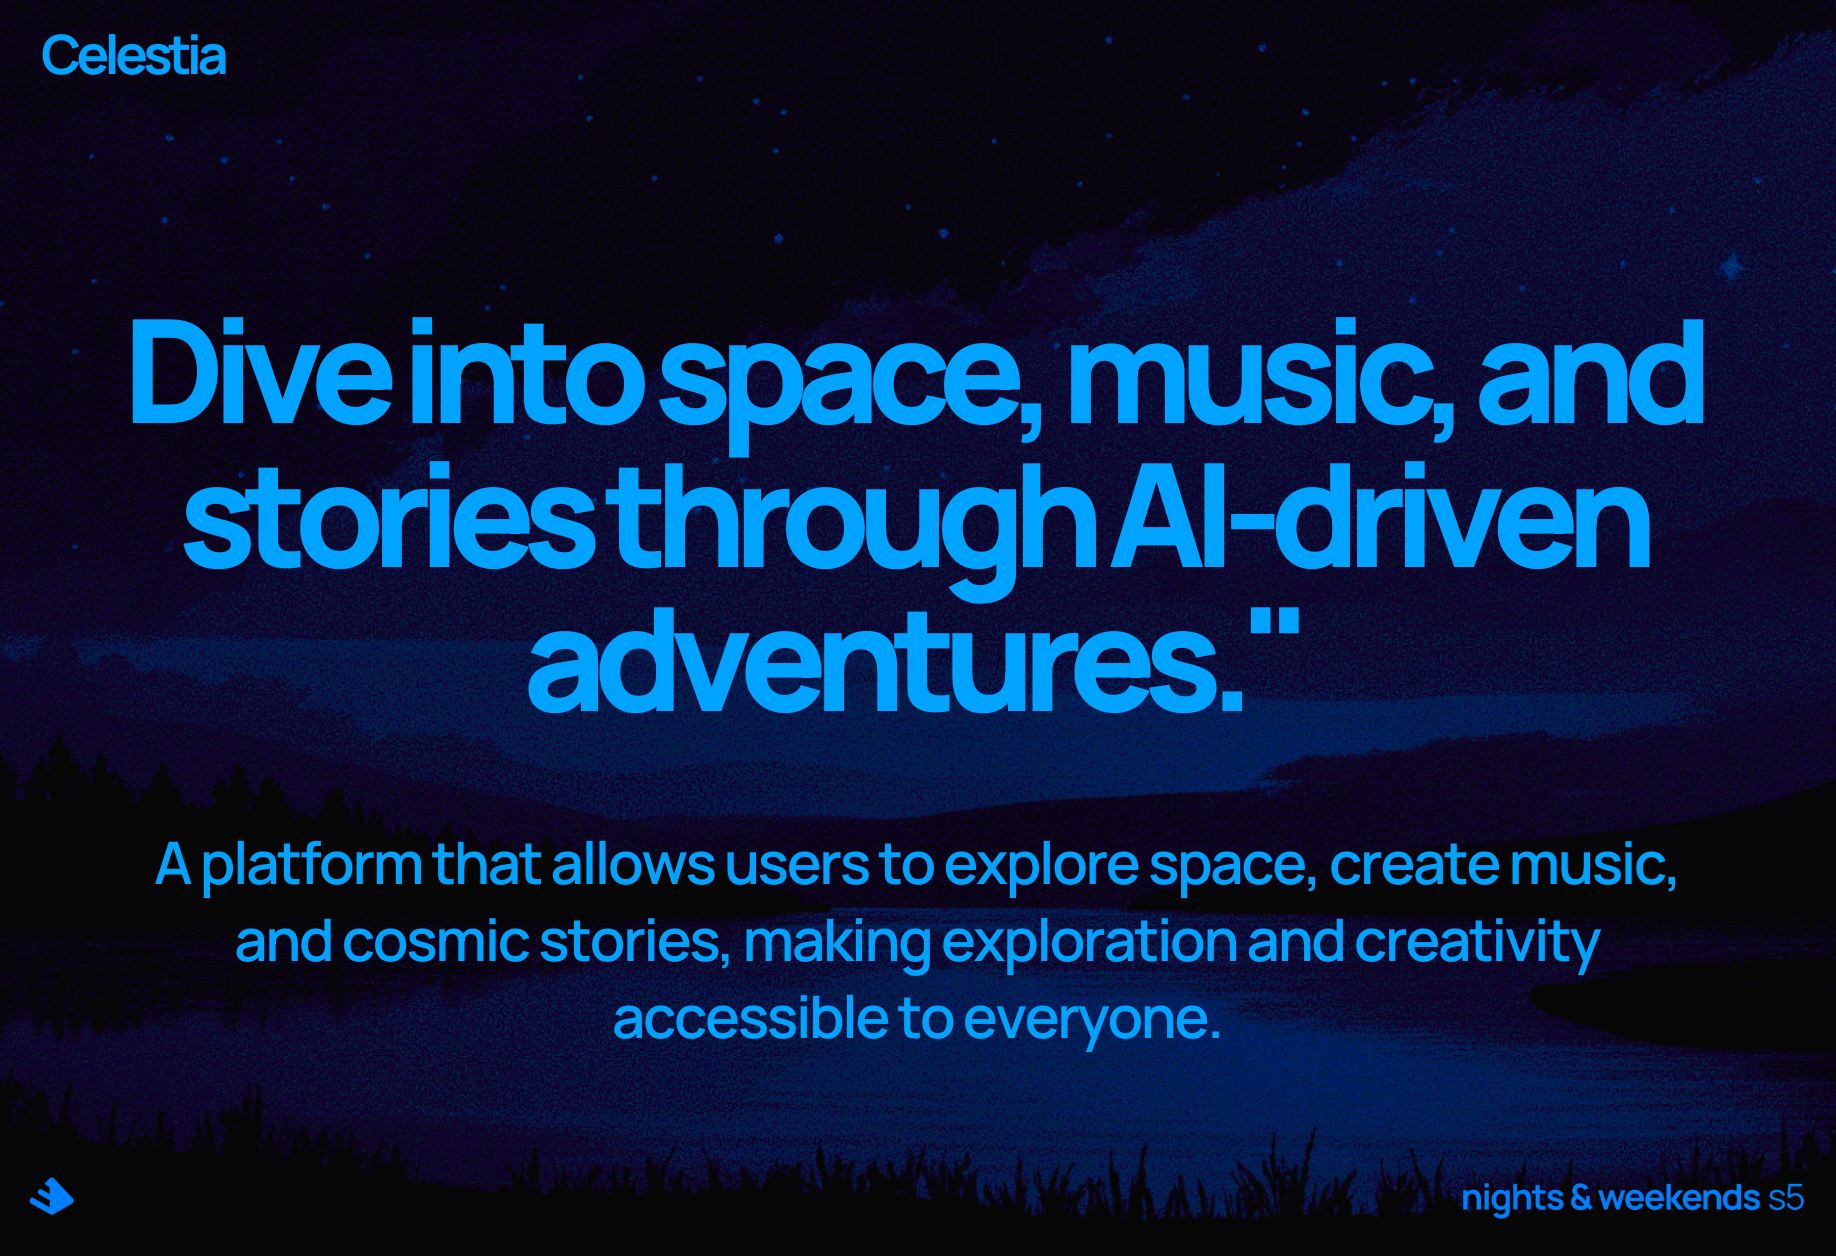 Celestia
Dive into space, music, and
stories through AI-driven
adventures."
A platform that allows users to explore space, create music,
and cosmic stories, making exploration and creativity
accessible to everyone.
nights & weekends s5